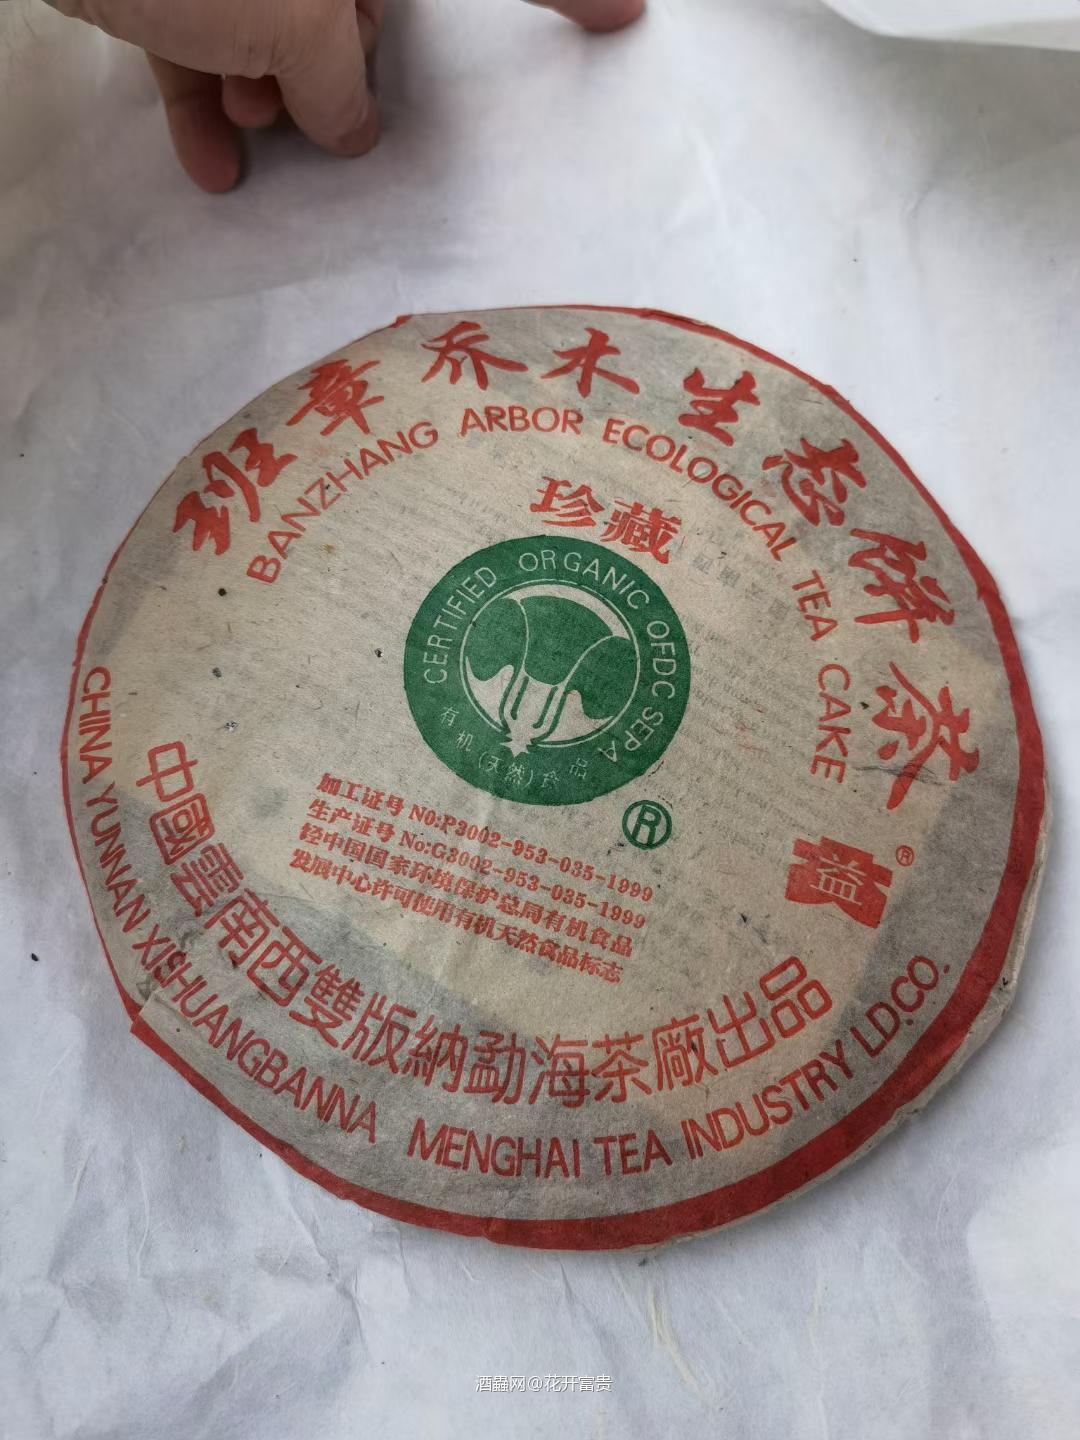 班章乔木生态饼茶
BANZHANG ARBOR ECOLOGICAL TEA CAKE
珍藏
CERTIFIED ORGANIC OFDC SEPA
有机(天然)食品
®
加工证号 N0:P3002-953-035-1999
生产证号 No:G3002-953-035-1999
经中国国家环境保护总局有机食品
发展中心许可使用有机天然食品标志
益®
中國雲南西雙版納勐海茶廠出品
CHINA YUNNAN XISHUANGBANNA MENGHAI TEA INDUSTRY LD.CO.
酒蟲网@花开富贵